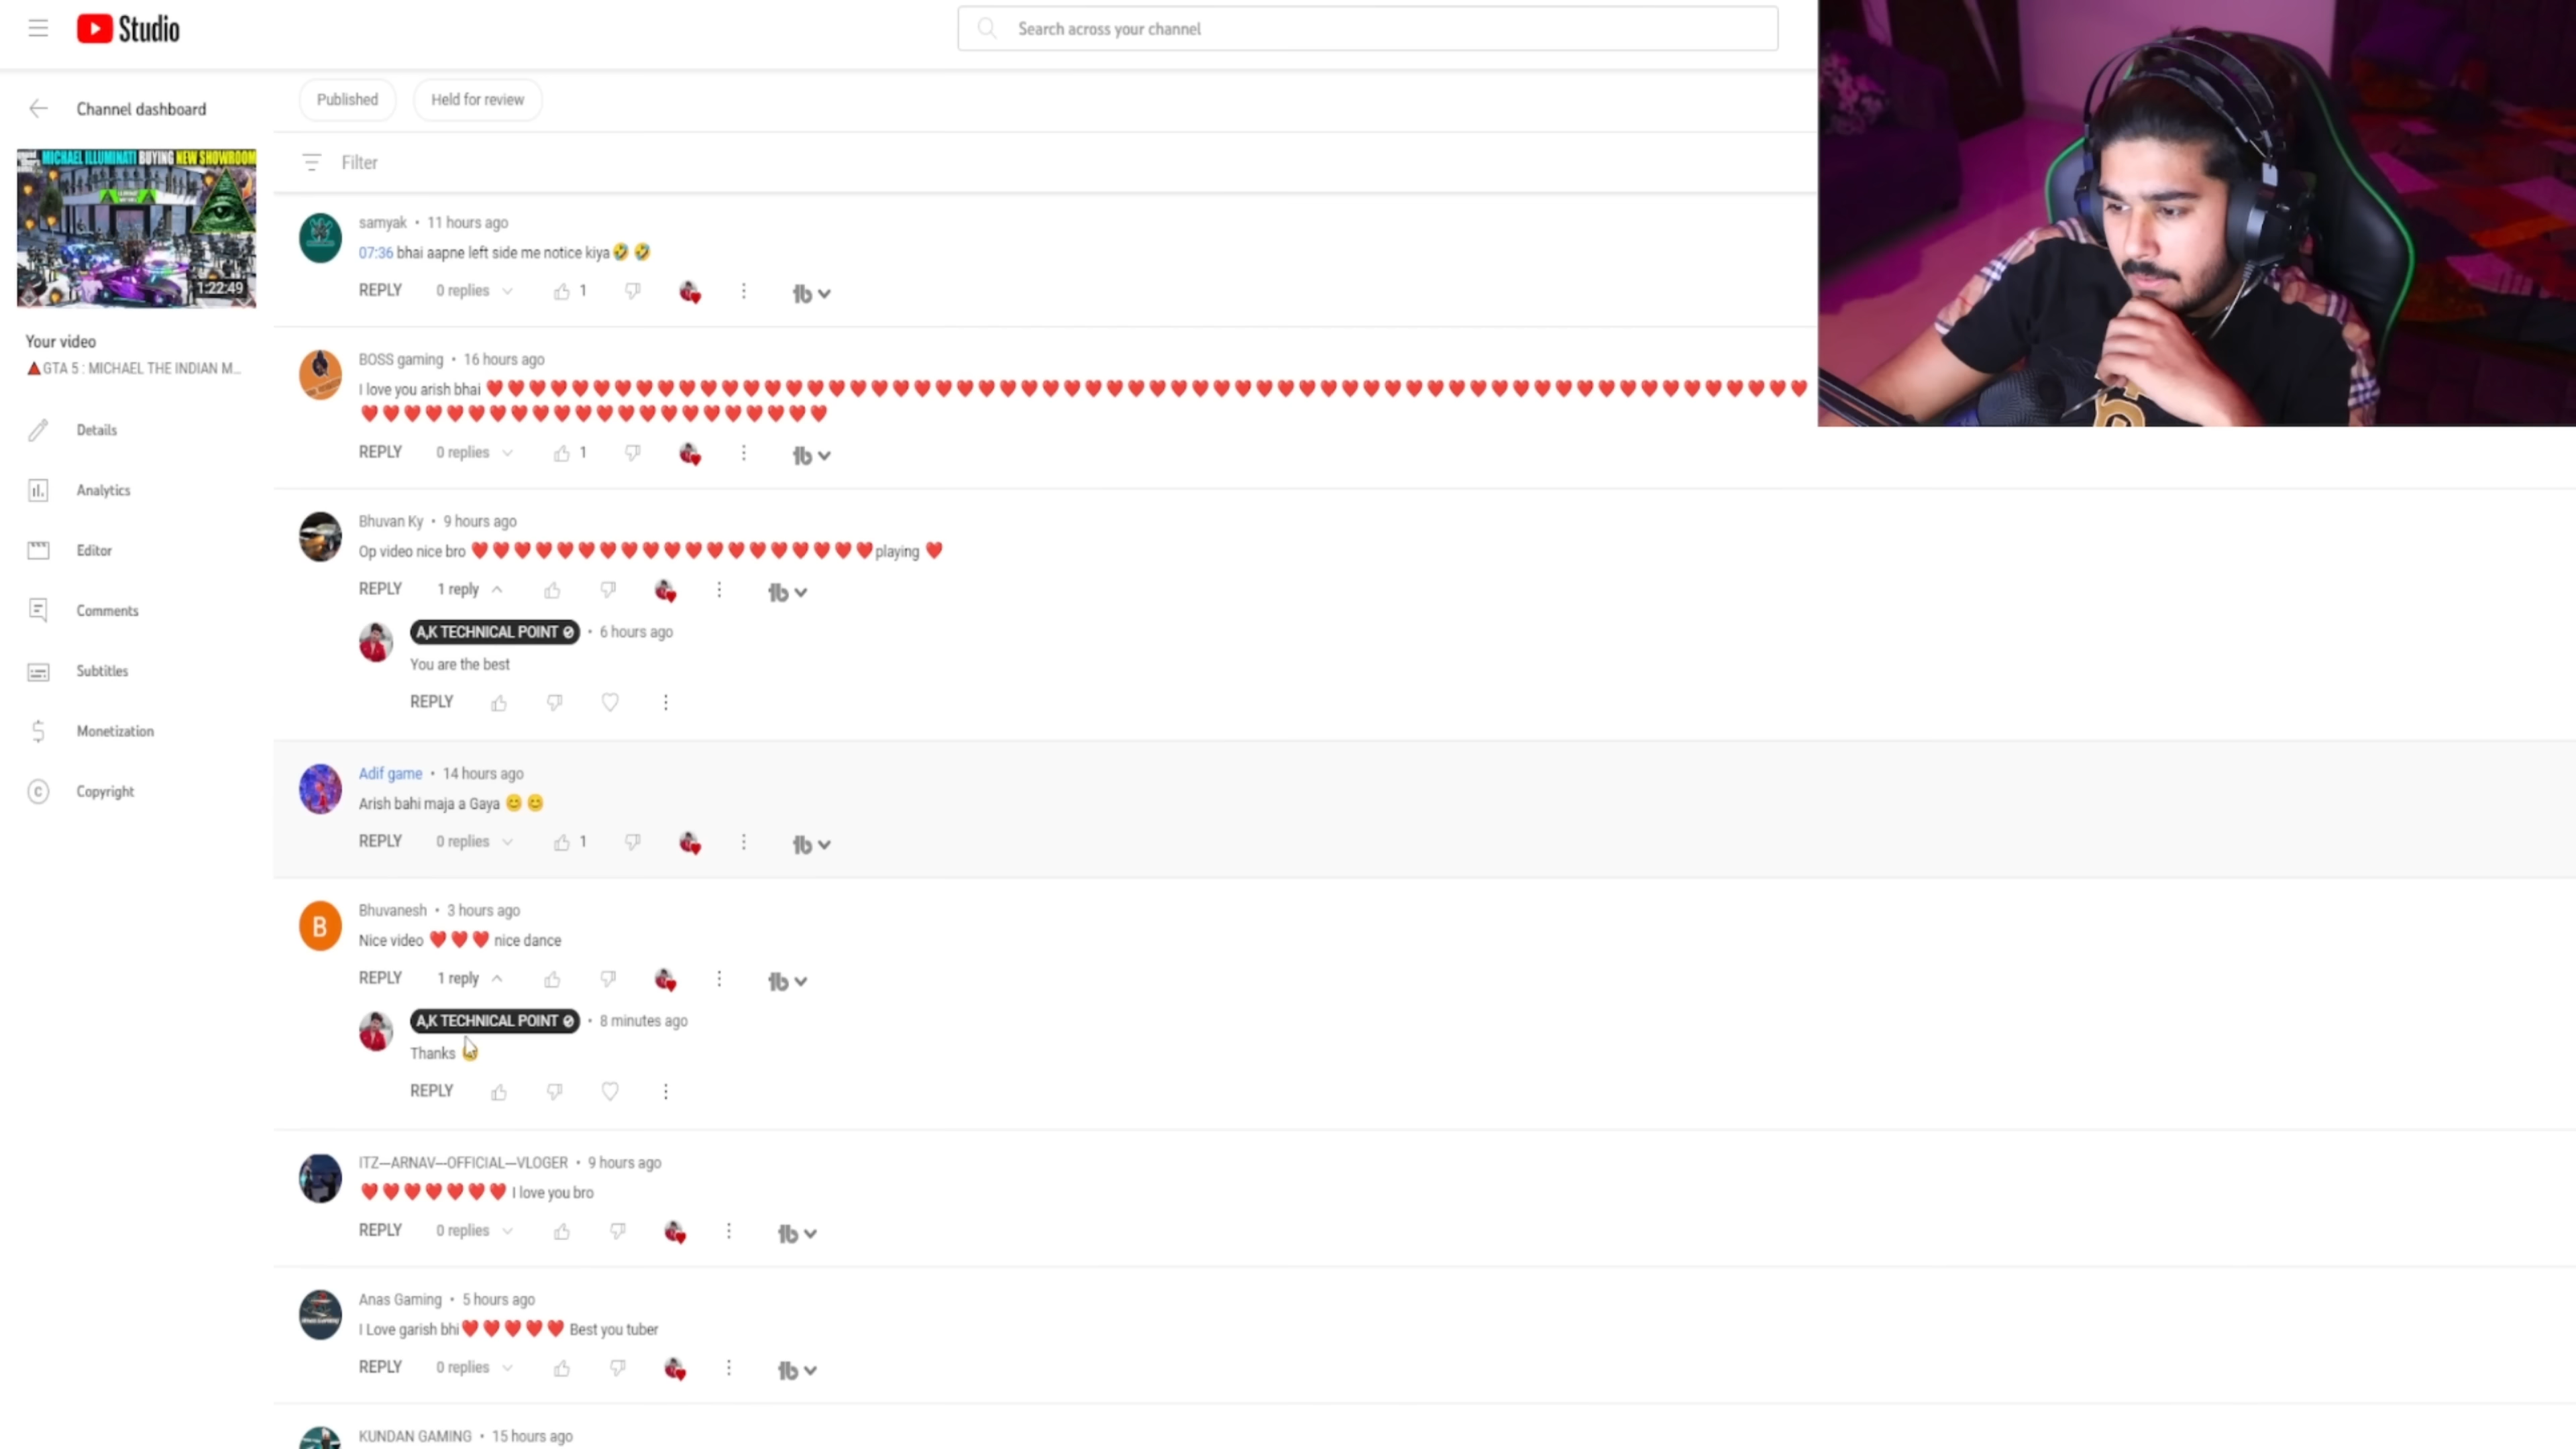 Studio
Search across your channel
Channel dashboard
MICHAEL ILLUMINATI BUYING NEW SHOWROOM
1:22:49
Your video
🔺GTA 5 : MICHAEL THE INDIAN M...
Details
Analytics
Editor
Comments
Subtitles
Monetization
Copyright
Published Held for review
Filter
samyak • 11 hours ago
07:36 bhai aapne left side me notice kiya🤣 🤣
REPLY 0 replies 1
BOSS gaming • 16 hours ago
I love you arish bhai ❤️❤️❤️❤️❤️❤️❤️❤️❤️❤️❤️❤️❤️❤️❤️❤️❤️❤️❤️❤️❤️❤️❤️❤️❤️❤️❤️❤️❤️❤️❤️❤️❤️❤️❤️❤️❤️❤️❤️❤️❤️❤️❤️❤️❤️❤️❤️❤️❤️❤️❤️❤️❤️❤️❤️❤️❤️❤️❤️❤️❤️❤️
❤️❤️❤️❤️❤️❤️❤️❤️❤️❤️❤️❤️❤️❤️❤️❤️❤️❤️❤️❤️❤️❤️
REPLY 0 replies 1
Bhuvan Ky • 9 hours ago
Op video nice bro ❤️❤️❤️❤️❤️❤️❤️❤️❤️❤️❤️❤️❤️❤️❤️❤️❤️❤️❤️playing ❤️
REPLY 1 reply
A,K TECHNICAL POINT • 6 hours ago
You are the best
REPLY
Adif game • 14 hours ago
Arish bahi maja a Gaya 😊 😊
REPLY 0 replies 1
Bhuvanesh • 3 hours ago
B
Nice video ❤️ ❤️ ❤️ nice dance
REPLY 1 reply
A,K TECHNICAL POINT • 8 minutes ago
Thanks
REPLY
ITZ—ARNAV—OFFICIAL—VLOGER • 9 hours ago
❤️❤️❤️❤️❤️❤️❤️ I love you bro
REPLY 0 replies
Anas Gaming • 5 hours ago
I Love garish bhi❤️❤️❤️❤️❤️ Best you tuber
REPLY 0 replies
KUNDAN GAMING • 15 hours ago